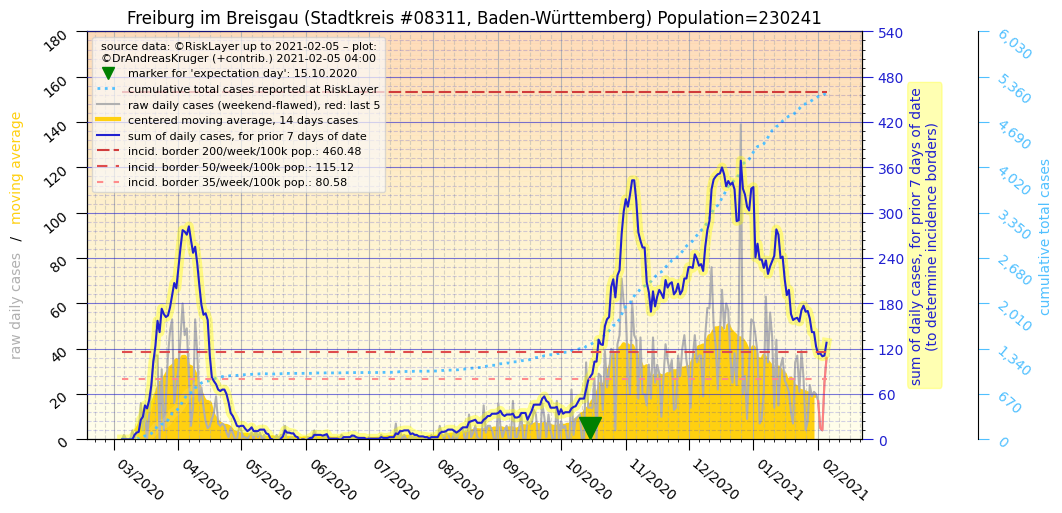 Freiburg im Breisgau (Stadtkreis #08311, Baden-Württemberg) Population=230241
source data: ©RiskLayer up to 2021-02-05 – plot:
©DrAndreasKruger (+contrib.) 2021-02-05 04:00
marker for 'expectation day': 15.10.2020
cumulative total cases reported at RiskLayer
raw daily cases (weekend-flawed), red: last 5
centered moving average, 14 days cases
sum of daily cases, for prior 7 days of date
incid. border 200/week/100k pop.: 460.48
incid. border 50/week/100k pop.: 115.12
incid. border 35/week/100k pop.: 80.58
raw daily cases / moving average
180
160
140
120
100
80
60
40
20
0
03/2020
04/2020
05/2020
06/2020
07/2020
08/2020
09/2020
10/2020
11/2020
12/2020
01/2021
02/2021
540
480
420
360
300
240
180
120
60
0
sum of daily cases, for prior 7 days of date
(to determine incidence borders)
6,030
5,360
4,690
4,020
3,350
2,680
2,010
1,340
670
0
cumulative total cases